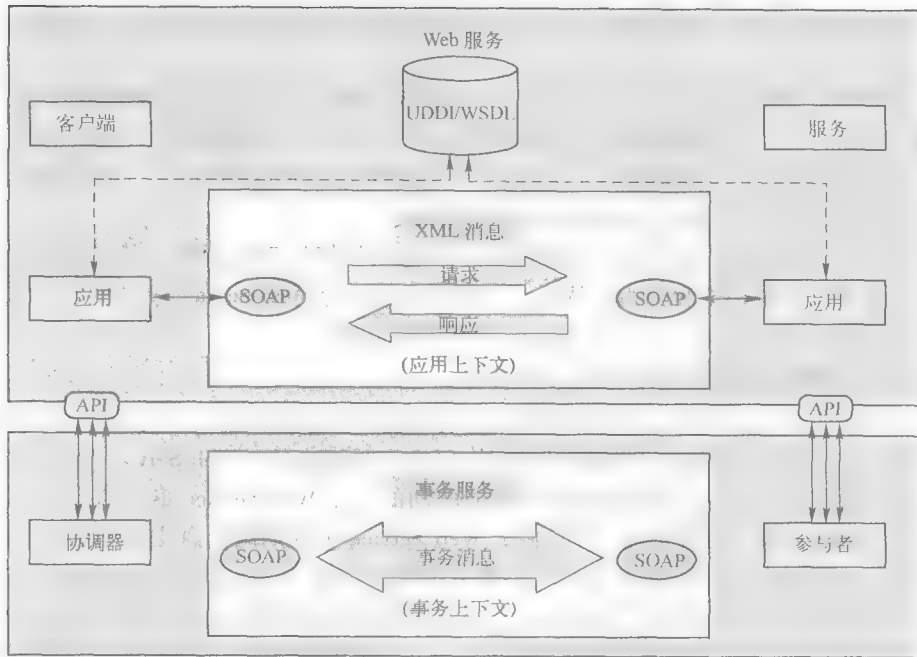 Web 服务
UDDI/WSDL
客户端
服务
XML 消息
请求
应用
SOAP
SOAP
应用
响应
(应用上下文)
API
API
事务服务
协调器
SOAP
事务消息
SOAP
参与者
(事务上下文)